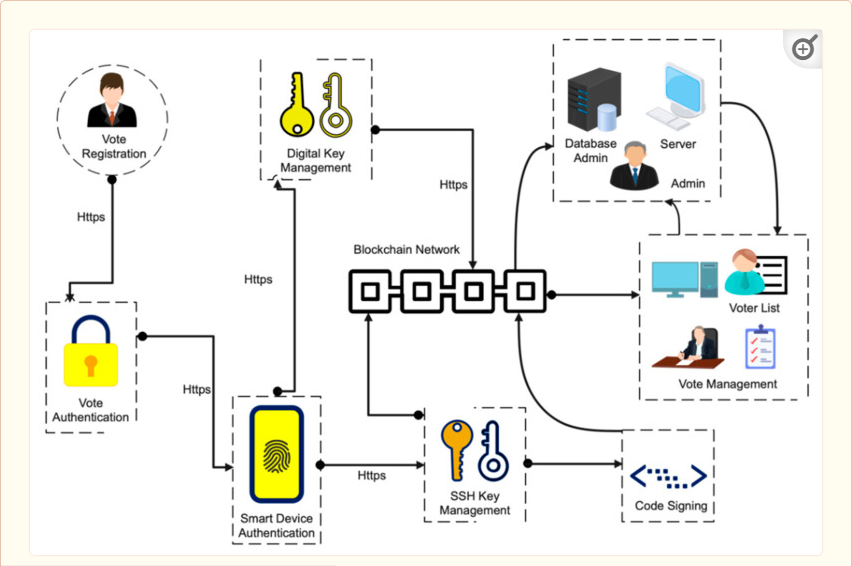 Vote
Registration
Https
Vote
Authentication
Https
Smart Device
Authentication
Https
Digital Key
Management
Https
Https
SSH Key
Management
Code Signing
Blockchain Network
Database
Admin
Server
Admin
Voter List
Vote Management